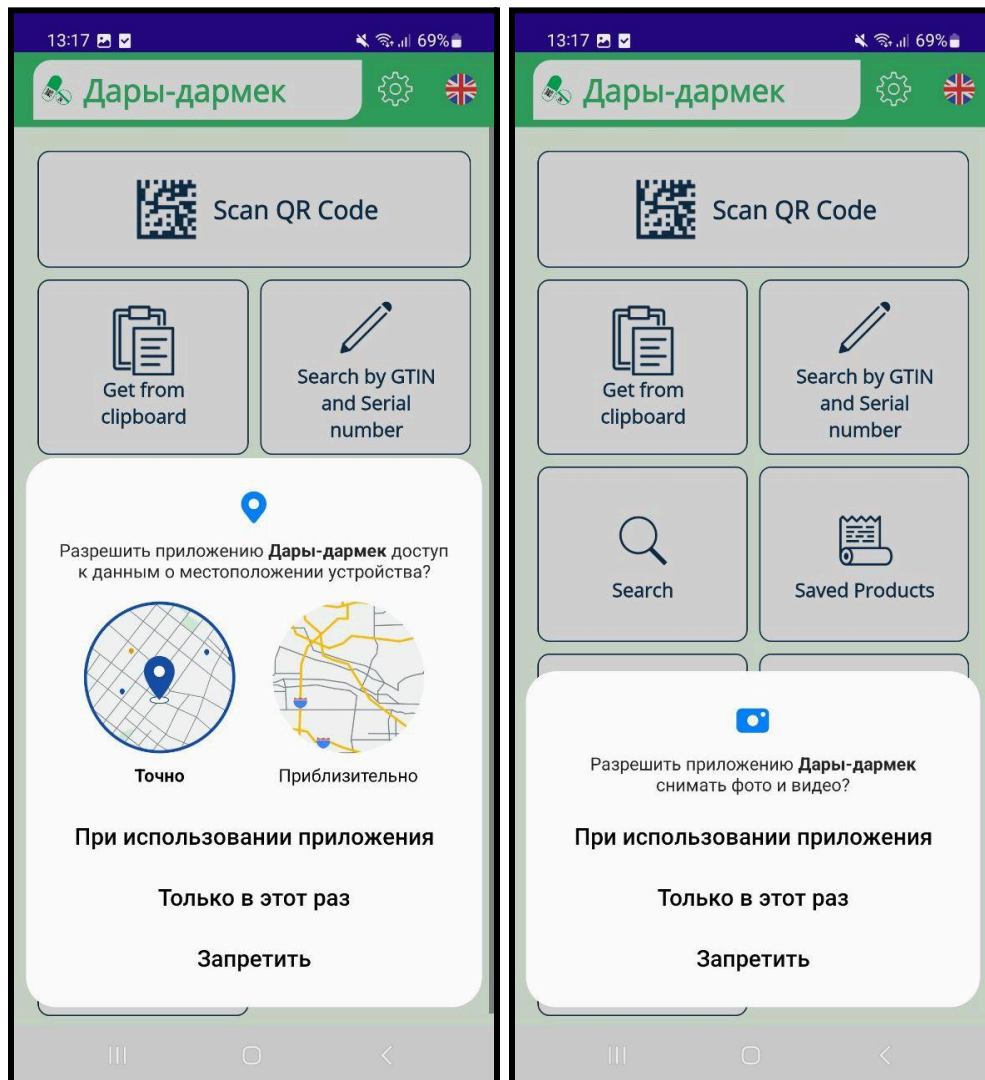 13:17
69%
Дары-дармек
Scan QR Code
Get from
clipboard
Search by GTIN
and Serial
number
Разрешить приложению Дары-дармек доступ
к данным о местоположении устройства?
Точно
Приблизительно
При использовании приложения
Только в этот раз
Запретить
13:17
69%
Дары-дармек
Scan QR Code
Get from
clipboard
Search by GTIN
and Serial
number
Search
Saved Products
Разрешить приложению Дары-дармек
снимать фото и видео?
При использовании приложения
Только в этот раз
Запретить